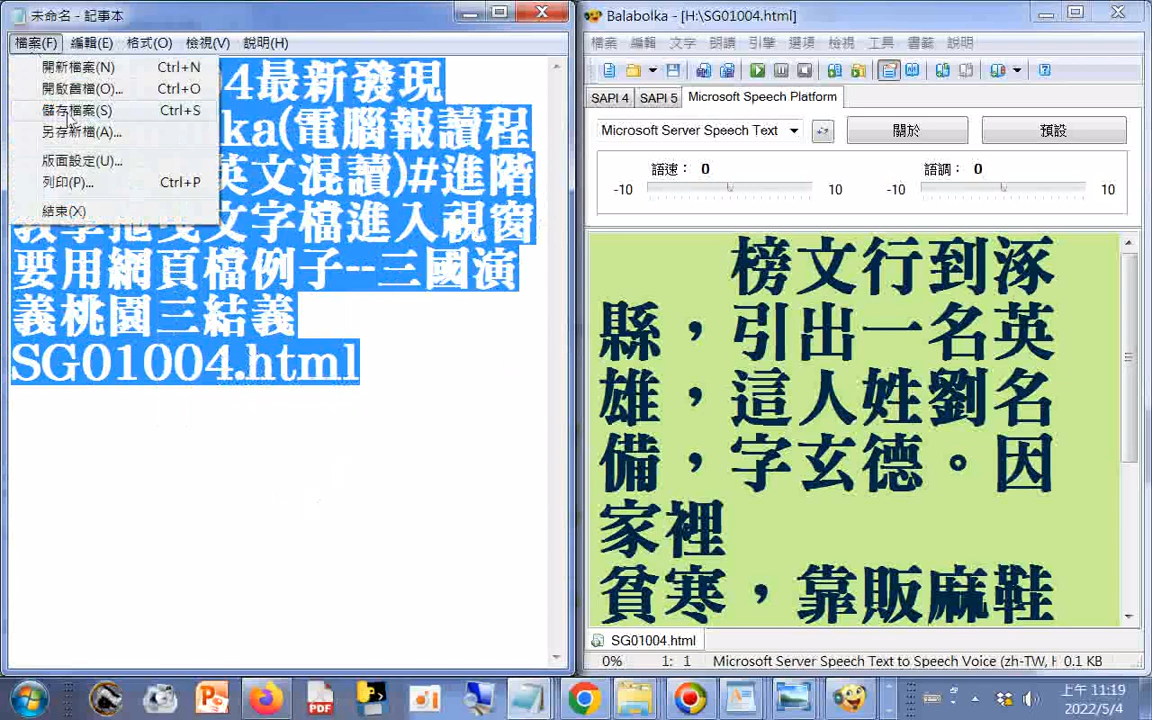 未命名 - 記事本
檔案(F) 編輯(E) 格式(O) 檢視(V) 說明(H)
開新檔案(N) Ctrl+N
開啟舊檔(O)... Ctrl+O
儲存檔案(S) Ctrl+S
另存新檔(A)...
版面設定(U)...
列印(P)... Ctrl+P
結束(X)
4最新發現
ka(電腦報讀程
英文混讀)#進階
教學拖曳文字檔進入視窗
要用網頁檔例子--三國演
義桃園三結義
SG01004.html
Balabolka - [H:\SG01004.html]
檔案 編輯 文字 朗讀 引擎 選項 檢視 工具 書籤 說明
SAPI 4 SAPI 5 Microsoft Speech Platform
Microsoft Server Speech Text 關於 預設
語速： 0 語調： 0
-10 10 -10 10
榜文行到涿
縣，引出一名英
雄，這人姓劉名
備，字玄德。因
家裡
貧寒，靠販麻鞋
SG01004.html
0% 1: 1 Microsoft Server Speech Text to Speech Voice (zh-TW, H 0.1 KB
PDF
上午 11:19
2022/5/4